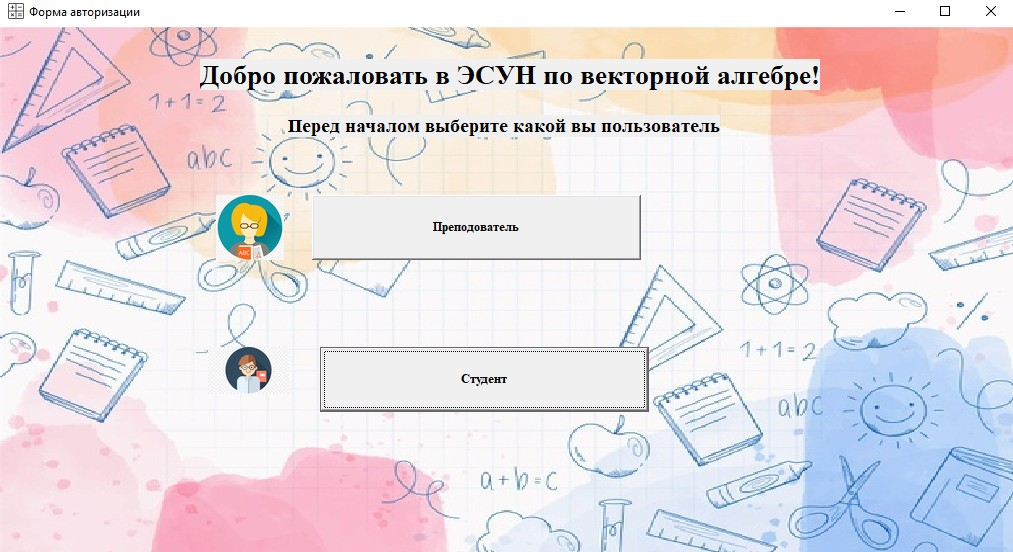 Форма авторизации
1+1=2
Добро пожаловать в ЭСУН по векторной алгебре!
Перед началом выберите какой вы пользователь
abc
Преподователь
ABC
1+1=2
Студент
abc
a+b=c